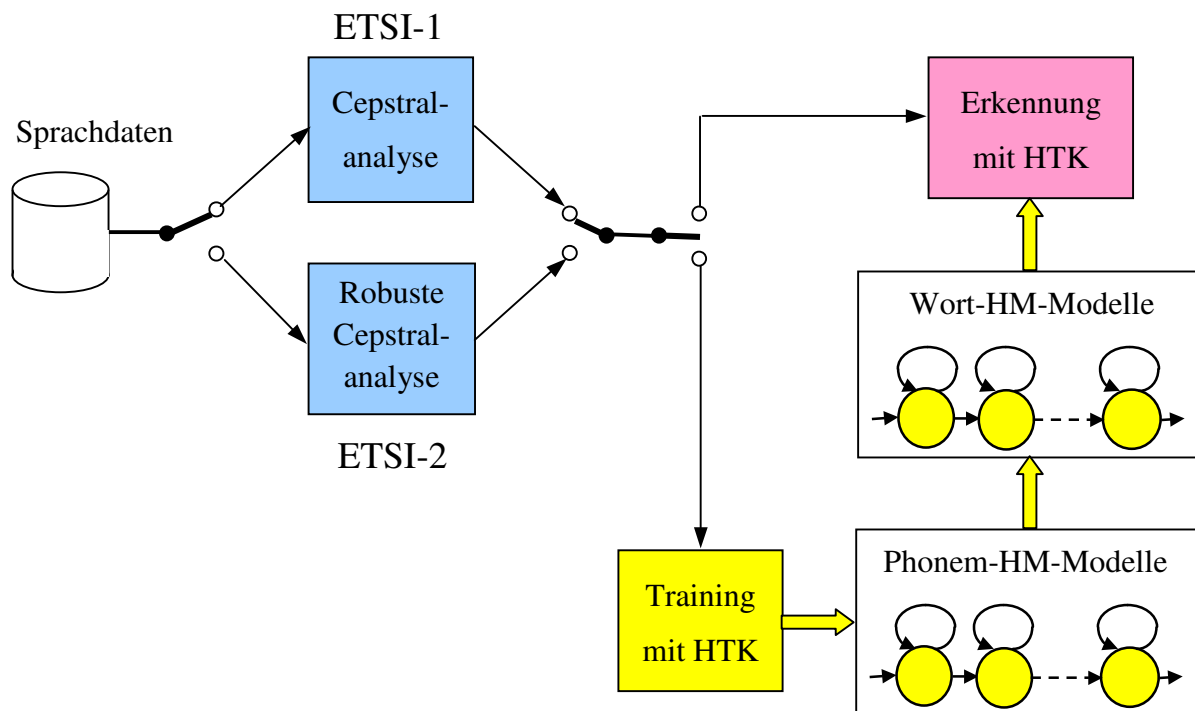 ETSI-1
Sprachdaten
Cepstral-
analyse
Robuste
Cepstral-
analyse
ETSI-2
Erkennung
mit HTK
Wort-HM-Modelle
Training
mit HTK
Phonem-HM-Modelle